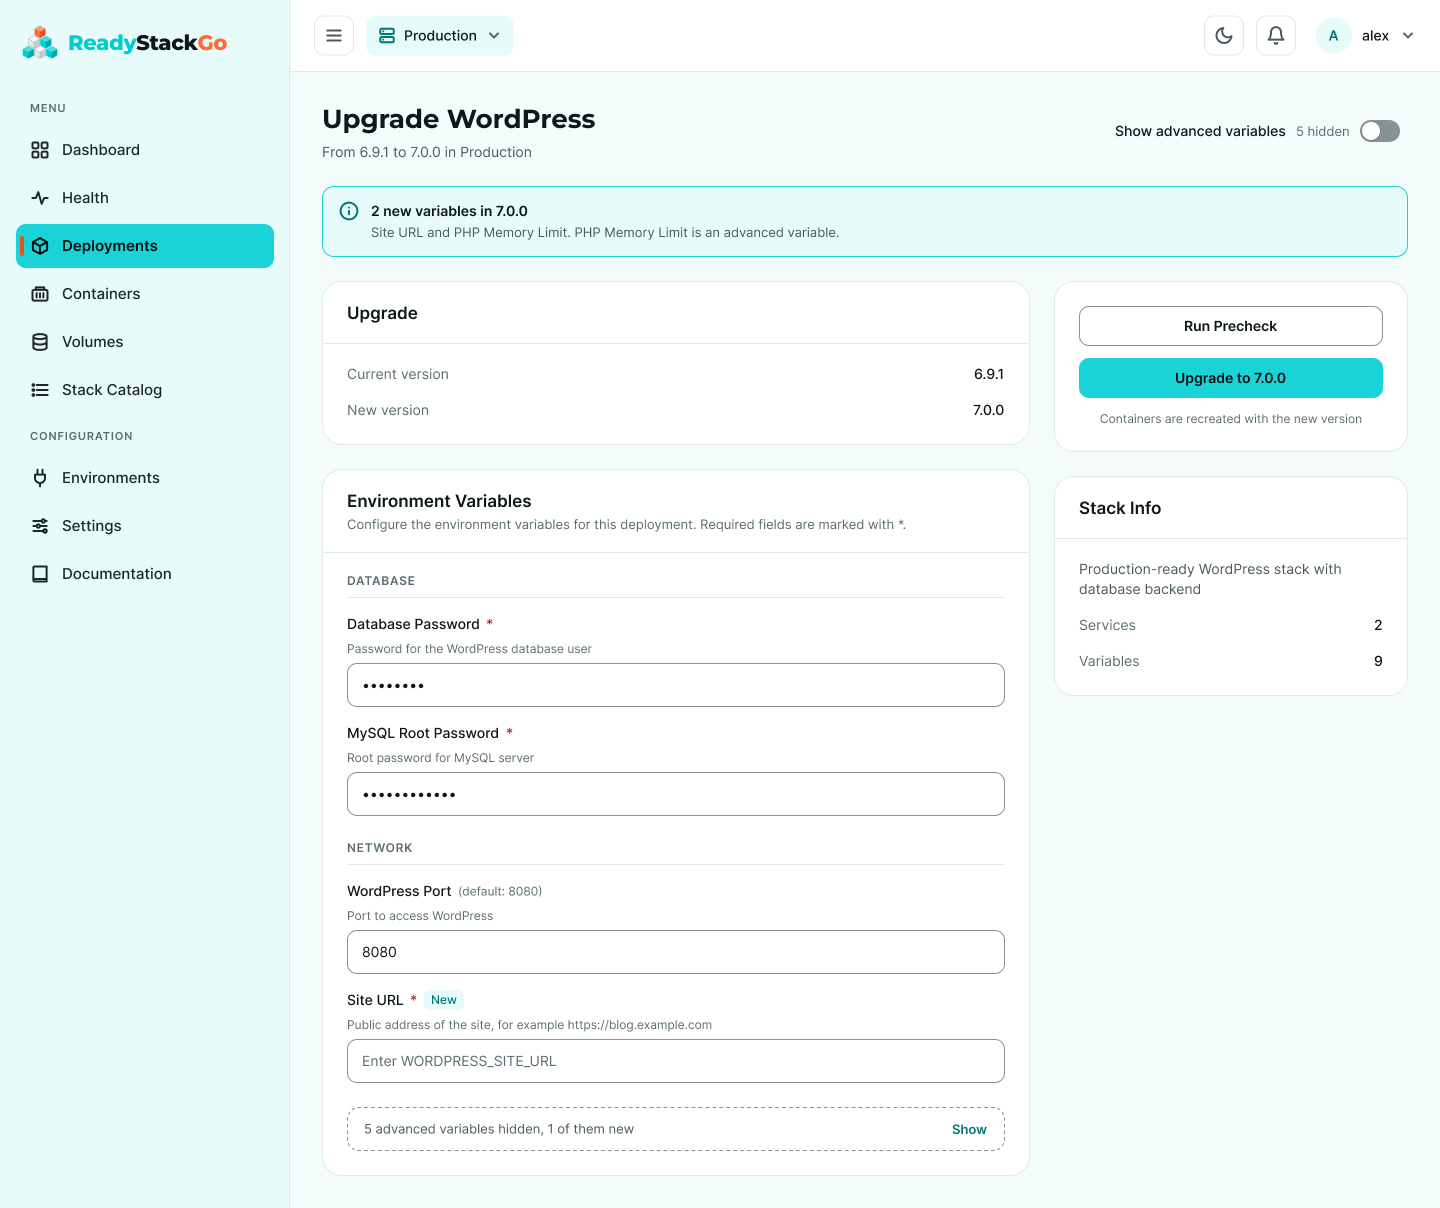 ReadyStackGo
Production
A
alex
MENU
Dashboard
Health
Deployments
Containers
Volumes
Stack Catalog
CONFIGURATION
Environments
Settings
Documentation
Upgrade WordPress
From 6.9.1 to 7.0.0 in Production
Show advanced variables 5 hidden
2 new variables in 7.0.0
Site URL and PHP Memory Limit. PHP Memory Limit is an advanced variable.
Upgrade
Current version 6.9.1
New version 7.0.0
Run Precheck
Upgrade to 7.0.0
Containers are recreated with the new version
Environment Variables
Configure the environment variables for this deployment. Required fields are marked with *.
DATABASE
Database Password *
Password for the WordPress database user
••••••••
MySQL Root Password *
Root password for MySQL server
••••••••••••
NETWORK
WordPress Port (default: 8080)
Port to access WordPress
8080
Site URL * New
Public address of the site, for example https://blog.example.com
Enter WORDPRESS_SITE_URL
5 advanced variables hidden, 1 of them new Show
Stack Info
Production-ready WordPress stack with
database backend
Services 2
Variables 9